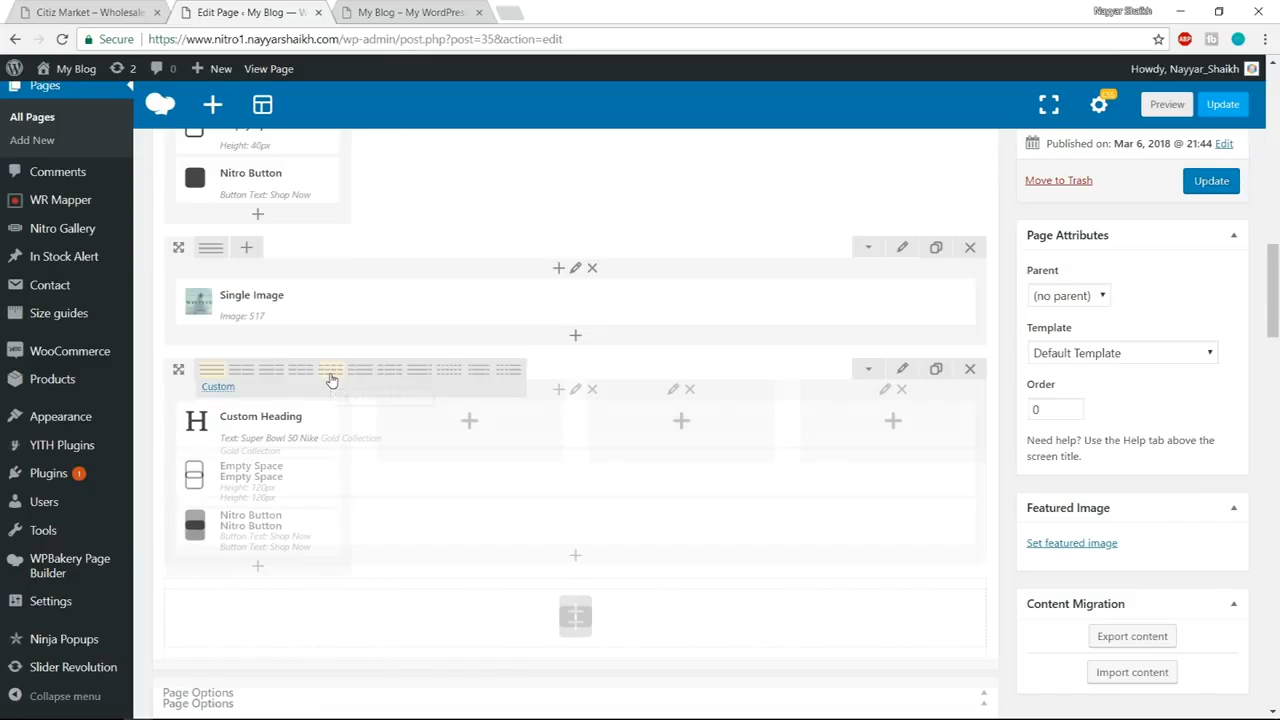 Nayyar Shaikh
Citiz Market – Wholesale
Edit Page ‹ My Blog —
My Blog – My WordPres
Secure
https://www.nitro1.nayyarshaikh.com/wp-admin/post.php?post=35&action=edit
My Blog
2
0
New
View Page
Howdy, Nayyar_Shaikh
Pages
All Pages
Add New
Comments
WR Mapper
Nitro Gallery
In Stock Alert
Contact
Size guides
WooCommerce
Products
Appearance
YITH Plugins
Plugins 1
Users
Tools
WPBakery Page
Builder
Settings
Ninja Popups
Slider Revolution
Collapse menu
CSS
Preview
Update
Height: 40px
Nitro Button
Button Text: Shop Now
Single Image
Image: 517
Custom
Custom Heading
Text: Super Bowl 50 Nike Gold Collection
Gold Collection
Empty Space
Empty Space
Height: 120px
Height: 120px
Nitro Button
Nitro Button
Button Text: Shop Now
Button Text: Shop Now
Page Options
Page Options
Published on: Mar 6, 2018 @ 21:44 Edit
Move to Trash
Update
Page Attributes
Parent
(no parent)
Template
Default Template
Order
0
Need help? Use the Help tab above the
screen title.
Featured Image
Set featured image
Content Migration
Export content
Import content